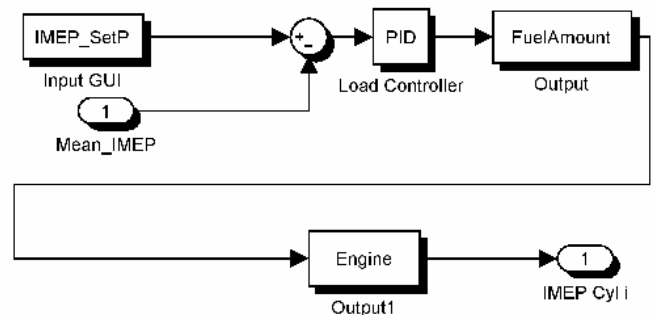 IMEP_SetP
Input GUI
1
Mean_IMEP
+
-
PID
Load Controller
FuelAmount
Output
Engine
Output1
1
IMEP Cyl i